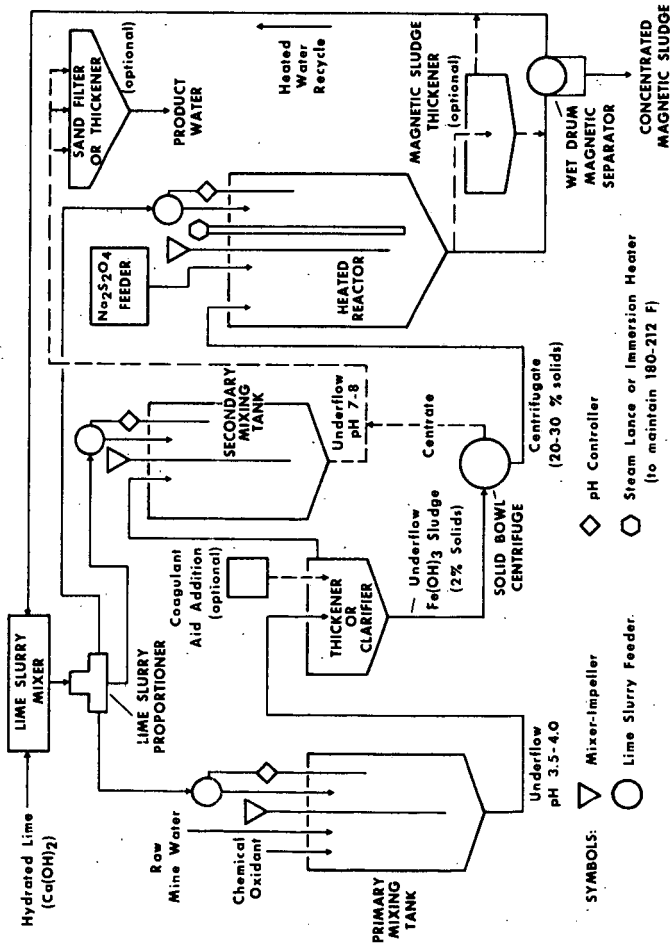 Hydrated Lime
(Ca(OH)₂)
LIME SLURRY
MIXER
LIME SLURRY
PROPORTIONER
Raw
Mine Water
Chemical
Oxidant
PRIMARY
MIXING
TANK
Underflow
pH 3.5-4.0
Coagulant
Aid Addition
(optional)
THICKENER
OR
CLARIFIER
Underflow
Fe(OH)₃ Sludge
(2% Solids)
SOLID BOWL
CENTRIFUGE
SECONDARY
MIXING
TANK
Underflow
pH 7-8
Centrate
Centrifugate
(20-30 % solids)
Na₂S₂O₄
FEEDER
HEATED
REACTOR
SAND FILTER
OR THICKENER
(optional)
PRODUCT
WATER
Heated
Water
Recycle
MAGNETIC SLUDGE
THICKENER
(optional)
WET DRUM
MAGNETIC
SEPARATOR
CONCENTRATED
MAGNETIC SLUDGE
SYMBOLS:
Mixer-Impeller
Lime Slurry Feeder
pH Controller
Steam Lance or Immersion Heater
(to maintain 180-212 F)